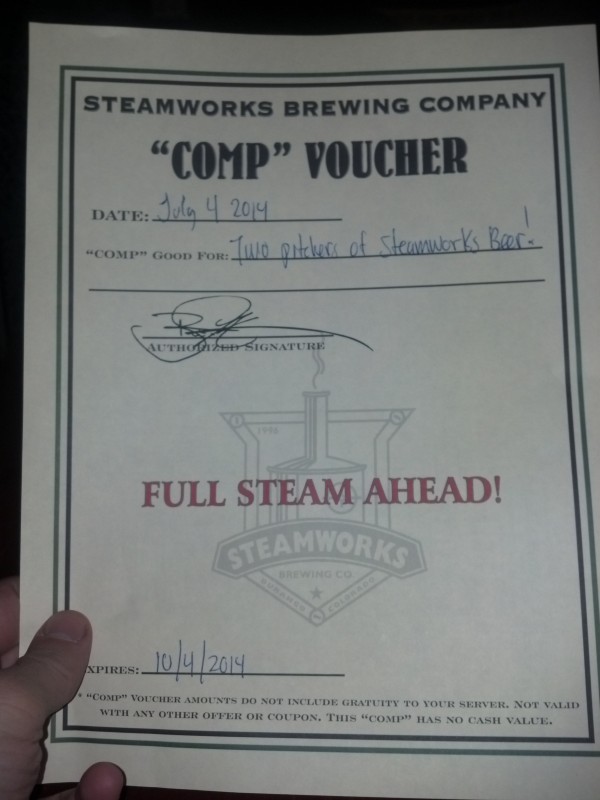 STEAMWORKS BREWING COMPANY
"COMP" VOUCHER
DATE: July 4 2014
"COMP" GOOD FOR: Two pitchers of Steamworks Beer!
AUTHORIZED SIGNATURE
1996
FULL STEAM AHEAD!
STEAMWORKS
BREWING CO.
DURANGO COLORADO
XPIRES: 10/4/2014
* "COMP" VOUCHER AMOUNTS DO NOT INCLUDE GRATUITY TO YOUR SERVER. NOT VALID
WITH ANY OTHER OFFER OR COUPON. THIS "COMP" HAS NO CASH VALUE.